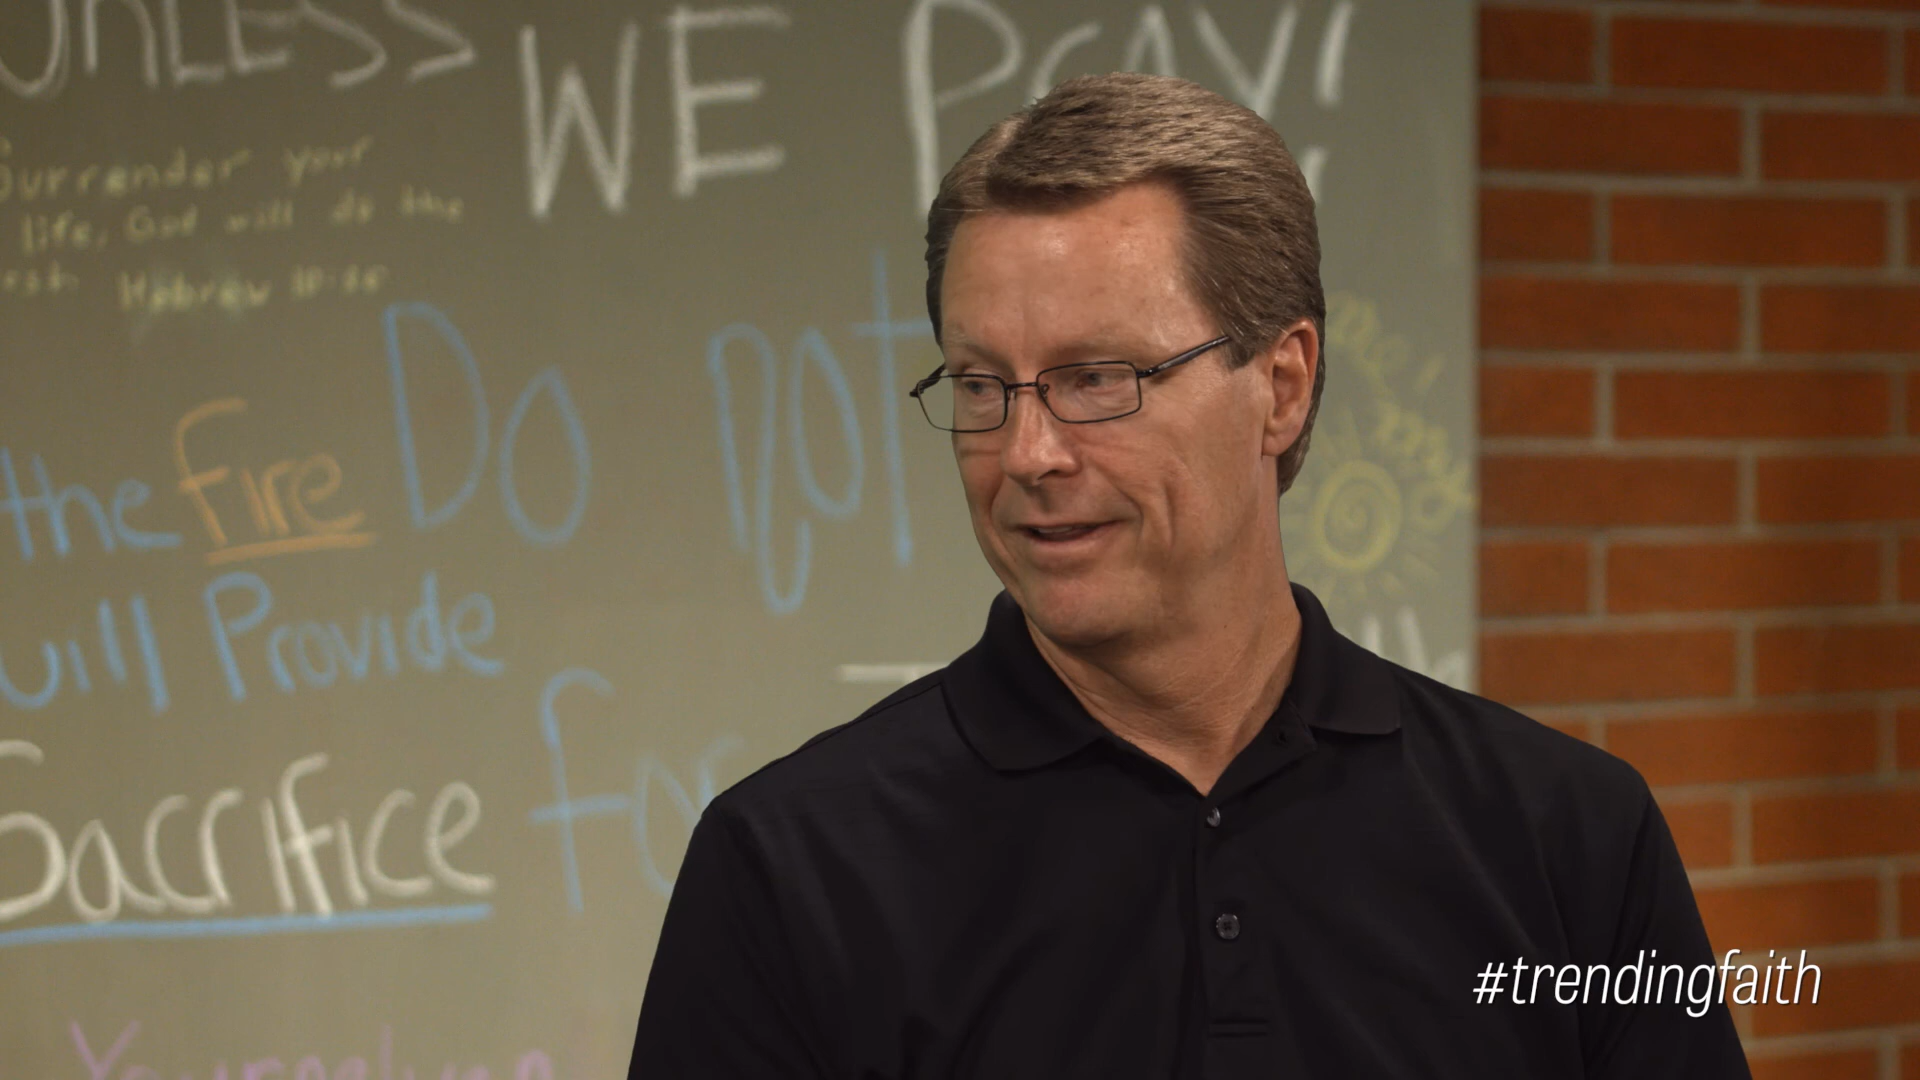 UNLESS WE Pray!
Surrender your
life, God will do the
the Fire Do not
will Provide
Sacrifice for
Yourselves
#trendingfaith